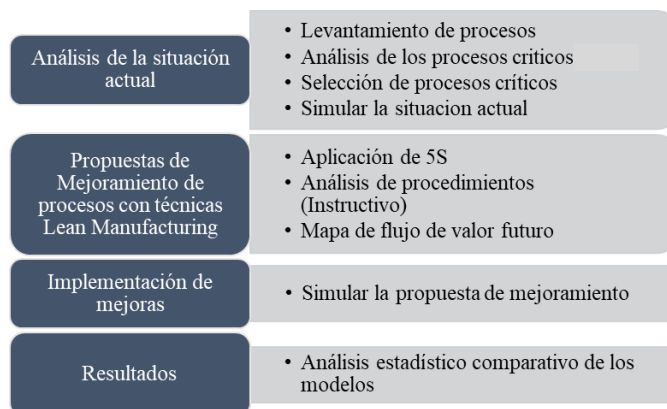 Análisis de la situación
actual
• Levantamiento de procesos
• Análisis de los procesos criticos
• Selección de procesos críticos
• Simular la situacion actual
Propuestas de
Mejoramiento de
procesos con técnicas
Lean Manufacturing
• Aplicación de 5S
• Análisis de procedimientos
(Instructivo)
• Mapa de flujo de valor futuro
Implementación de
mejoras
• Simular la propuesta de mejoramiento
Resultados
• Análisis estadístico comparativo de los
modelos